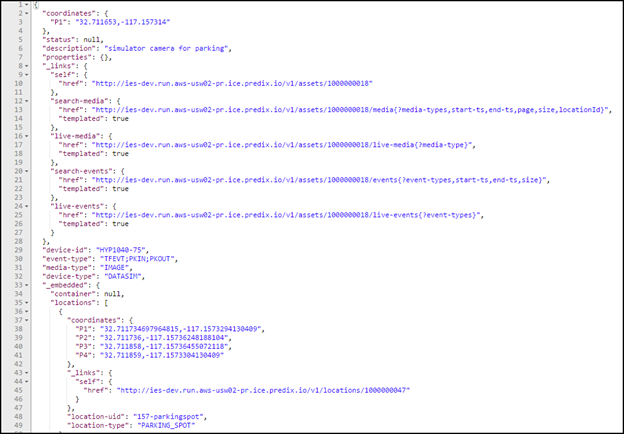 1 {
2 "coordinates": {
3 "P1": "32.711653,-117.157314"
4 },
5 "status": null,
6 "description": "simulator camera for parking",
7 "properties": {},
8 "_links": {
9 "self": {
10 "href": "http://ies-dev.run.aws-usw02-pr.ice.predix.io/v1/assets/1000000018"
11 },
12 "search-media": {
13 "href": "http://ies-dev.run.aws-usw02-pr.ice.predix.io/v1/assets/1000000018/media{?media-types,start-ts,end-ts,page,size,locationId}",
14 "templated": true
15 },
16 "live-media": {
17 "href": "http://ies-dev.run.aws-usw02-pr.ice.predix.io/v1/assets/1000000018/live-media{?media-type}",
18 "templated": true
19 },
20 "search-events": {
21 "href": "http://ies-dev.run.aws-usw02-pr.ice.predix.io/v1/assets/1000000018/events{?event-types,start-ts,end-ts,size}",
22 "templated": true
23 },
24 "live-events": {
25 "href": "http://ies-dev.run.aws-usw02-pr.ice.predix.io/v1/assets/1000000018/live-events{?event-types}",
26 "templated": true
27 }
28 },
29 "device-id": "HYP1040-75",
30 "event-type": "TFEVT;PKIN;PKOUT",
31 "media-type": "IMAGE",
32 "device-type": "DATASIM",
33 "_embedded": {
34 "container": null,
35 "locations": [
36 {
37 "coordinates": {
38 "P1": "32.711734697964815,-117.1573294130409",
39 "P2": "32.711736,-117.15736248188104",
40 "P3": "32.711858,-117.15736455072118",
41 "P4": "32.711859,-117.1573304130409"
42 },
43 "_links": {
44 "self": {
45 "href": "http://ies-dev.run.aws-usw02-pr.ice.predix.io/v1/locations/1000000047"
46 }
47 },
48 "location-uid": "157-parkingspot",
49 "location-type": "PARKING_SPOT"